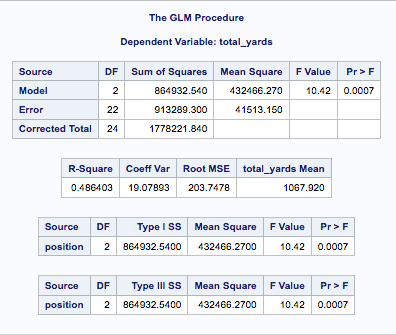 The GLM Procedure
Dependent Variable: total_yards
Source DF Sum of Squares Mean Square F Value Pr > F
Model 2 864932.540 432466.270 10.42 0.0007
Error 22 913289.300 41513.150
Corrected Total 24 1778221.840
R-Square Coeff Var Root MSE total_yards Mean
0.486403 19.07893 203.7478 1067.920
Source DF Type I SS Mean Square F Value Pr > F
position 2 864932.5400 432466.2700 10.42 0.0007
Source DF Type III SS Mean Square F Value Pr > F
position 2 864932.5400 432466.2700 10.42 0.0007